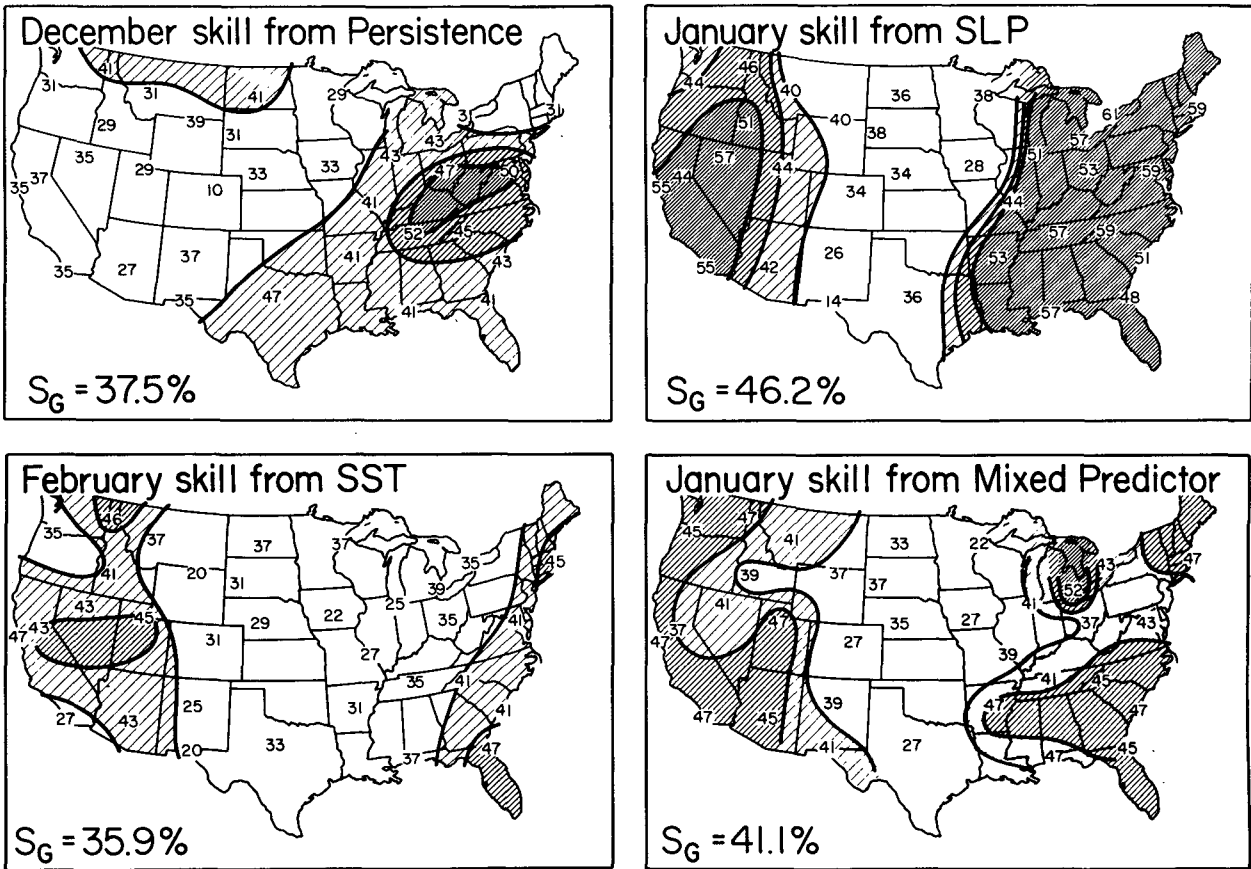 December skill from Persistence
41
31 31 41 29
29 39 31 43 31 31
35 33 33 43
35 37 29 10 41 47 50
52 45
37 41 43
35 27 35 47 41 41
S_G = 37.5%
January skill from SLP
46
44 40 36 38 59
51 40 38 51 57 61
57 44 34 28 53 59
55 44 34 44
26 57 59
53 51
55 42 14 36 57 48
S_G = 46.2%
February skill from SST
46
35 37 37 37 35 45
41 20 31 25 39
43 45 29 22 35 41
47 43 31 27
35 41
25 31 41
27 43 20 33 37 47
S_G = 35.9%
January skill from Mixed Predictor
47
45 41 33 22 43 47
39 37 37 52
41 35 27 41 37 43
47 37 47 27 39
41 45
39 47 47
47 45 41 27 47 45
S_G = 41.1%